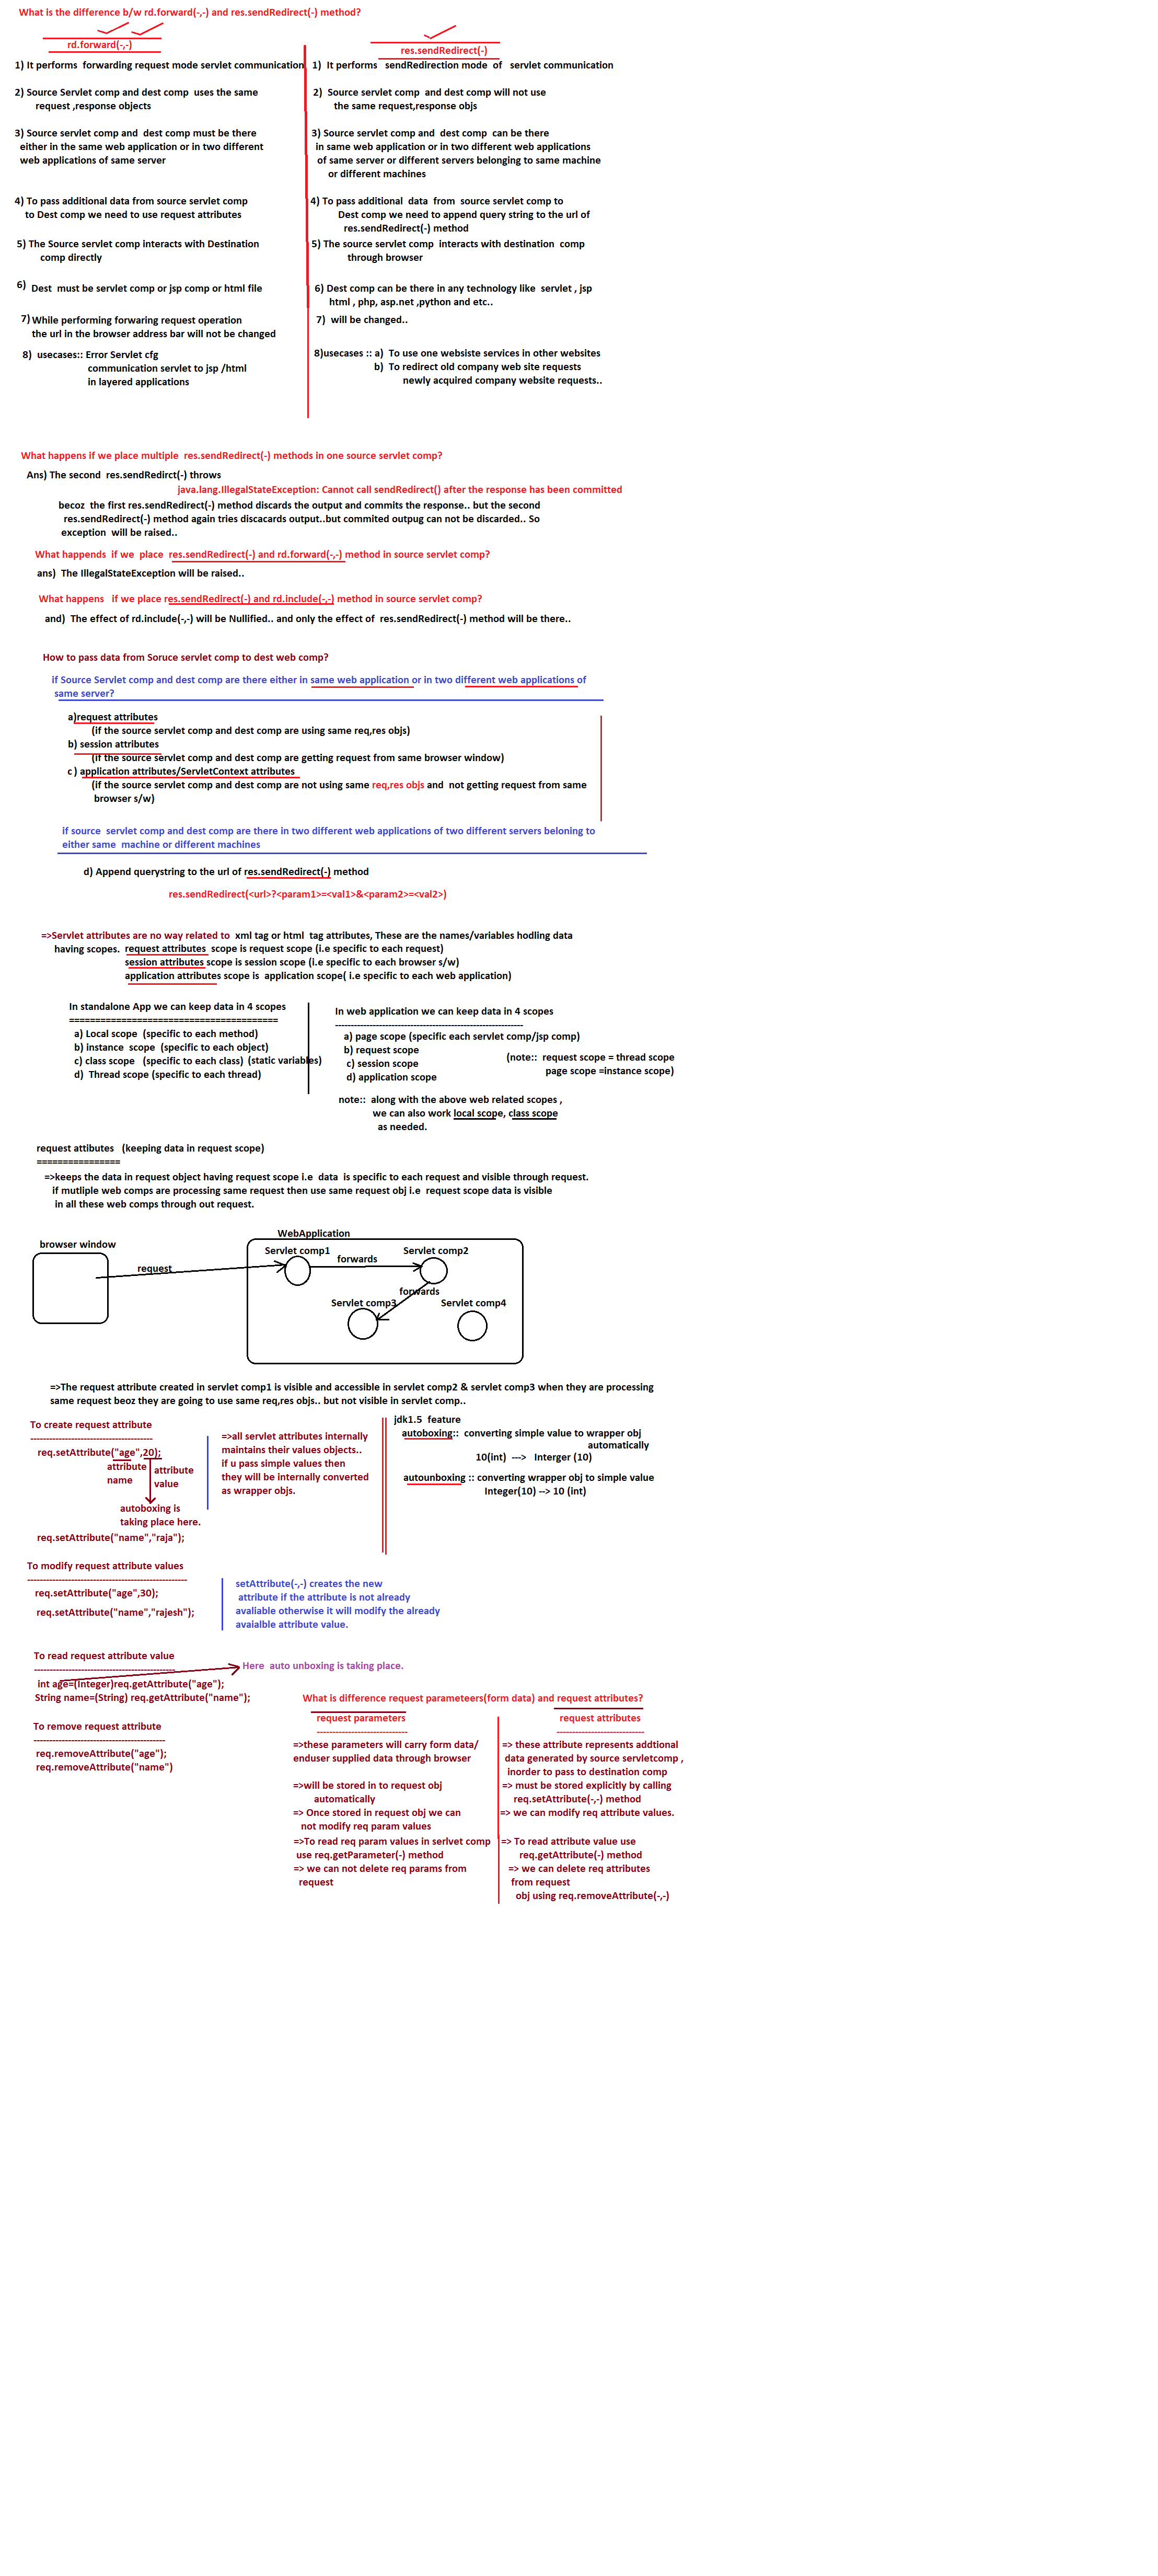 What is the difference b/w rd.forward(-,-) and res.sendRedirect(-) method?
rd.forward(-,-)
1) It performs forwarding request mode servlet communication
2) Source Servlet comp and dest comp uses the same
request ,response objects
3) Source servlet comp and dest comp must be there
either in the same web application or in two different
web applications of same server
4) To pass additional data from source servlet comp
to Dest comp we need to use request attributes
5) The Source servlet comp interacts with Destination
comp directly
6) Dest must be servlet comp or jsp comp or html file
7) While performing forwaring request operation
the url in the browser address bar will not be changed
8) usecases:: Error Servlet cfg
communication servlet to jsp /html
in layered applications
res.sendRedirect(-)
1) It performs sendRedirection mode of servlet communication
2) Source servlet comp and dest comp will not use
the same request,response objs
3) Source servlet comp and dest comp can be there
in same web application or in two different web applications
of same server or different servers belonging to same machine
or different machines
4) To pass additional data from source servlet comp to
Dest comp we need to append query string to the url of
res.sendRedirect(-) method
5) The source servlet comp interacts with destination comp
through browser
6) Dest comp can be there in any technology like servlet , jsp
html , php, asp.net ,python and etc..
7) will be changed..
8)usecases :: a) To use one websiste services in other websites
b) To redirect old company web site requests
newly acquired company website requests..
What happens if we place multiple res.sendRedirect(-) methods in one source servlet comp?
Ans) The second res.sendRedirct(-) throws
java.lang.IllegalStateException: Cannot call sendRedirect() after the response has been committed
becoz the first res.sendRedirect(-) method discards the output and commits the response.. but the second
res.sendRedirect(-) method again tries discacards output..but commited outpug can not be discarded.. So
exception will be raised..
What happends if we place res.sendRedirect(-) and rd.forward(-,-) method in source servlet comp?
ans) The IllegalStateException will be raised..
What happens if we place res.sendRedirect(-) and rd.include(-,-) method in source servlet comp?
and) The effect of rd.include(-,-) will be Nullified.. and only the effect of res.sendRedirect(-) method will be there..
How to pass data from Soruce servlet comp to dest web comp?
if Source Servlet comp and dest comp are there either in same web application or in two different web applications of
same server?
a)request attributes
(if the source servlet comp and dest comp are using same req,res objs)
b) session attributes
(if the source servlet comp and dest comp are getting request from same browser window)
c ) application attributes/ServletContext attributes
(if the source servlet comp and dest comp are not using same req,res objs and not getting request from same
browser s/w)
if source servlet comp and dest comp are there in two different web applications of two different servers beloning to
either same machine or different machines
d) Append querystring to the url of res.sendRedirect(-) method
res.sendRedirect(<url>?<param1>=<val1>&<param2>=<val2>)
=>Servlet attributes are no way related to xml tag or html tag attributes, These are the names/variables hodling data
having scopes. request attributes scope is request scope (i.e specific to each request)
session attributes scope is session scope (i.e specific to each browser s/w)
application attributes scope is application scope( i.e specific to each web application)
In standalone App we can keep data in 4 scopes
========================================
a) Local scope (specific to each method)
b) instance scope (specific to each object)
c) class scope (specific to each class) (static variables)
d) Thread scope (specific to each thread)
In web application we can keep data in 4 scopes
------------------------------------------------------------
a) page scope (specific each servlet comp/jsp comp)
b) request scope
c) session scope
d) application scope
(note:: request scope = thread scope
page scope =instance scope)
note:: along with the above web related scopes ,
we can also work local scope, class scope
as needed.
request attibutes (keeping data in request scope)
================
=>keeps the data in request object having request scope i.e data is specific to each request and visible through request.
if mutliple web comps are processing same request then use same request obj i.e request scope data is visible
in all these web comps through out request.
browser window
request
WebApplication
Servlet comp1
forwards
Servlet comp2
forwards
Servlet comp3
Servlet comp4
=>The request attribute created in servlet comp1 is visible and accessible in servlet comp2 & servlet comp3 when they are processing
same request beoz they are going to use same req,res objs.. but not visible in servlet comp..
To create request attribute
---------------------------------------
req.setAttribute("age",20);
attribute
name
attribute
value
autoboxing is
taking place here.
req.setAttribute("name","raja");
=>all servlet attributes internally
maintains their values objects..
if u pass simple values then
they will be internally converted
as wrapper objs.
jdk1.5 feature
autoboxing:: converting simple value to wrapper obj
automatically
10(int) ---> Interger (10)
autounboxing :: converting wrapper obj to simple value
Integer(10) --> 10 (int)
To modify request attribute values
---------------------------------------------------
req.setAttribute("age",30);
req.setAttribute("name","rajesh");
setAttribute(-,-) creates the new
attribute if the attribute is not already
avaliable otherwise it will modify the already
avaialble attribute value.
To read request attribute value
---------------------------------------------
Here auto unboxing is taking place.
int age=(Integer)req.getAttribute("age");
String name=(String) req.getAttribute("name");
To remove request attribute
------------------------------------------
req.removeAttribute("age");
req.removeAttribute("name")
What is difference request parameteers(form data) and request attributes?
request parameters
-----------------------------
=>these parameters will carry form data/
enduser supplied data through browser
=>will be stored in to request obj
automatically
=> Once stored in request obj we can
not modify req param values
=>To read req param values in serlvet comp
use req.getParameter(-) method
=> we can not delete req params from
request
request attributes
----------------------------
=> these attribute represents addtional
data generated by source servletcomp ,
inorder to pass to destination comp
=> must be stored explicitly by calling
req.setAttribute(-,-) method
=> we can modify req attribute values.
=> To read attribute value use
req.getAttribute(-) method
=> we can delete req attributes
from request
obj using req.removeAttribute(-,-)